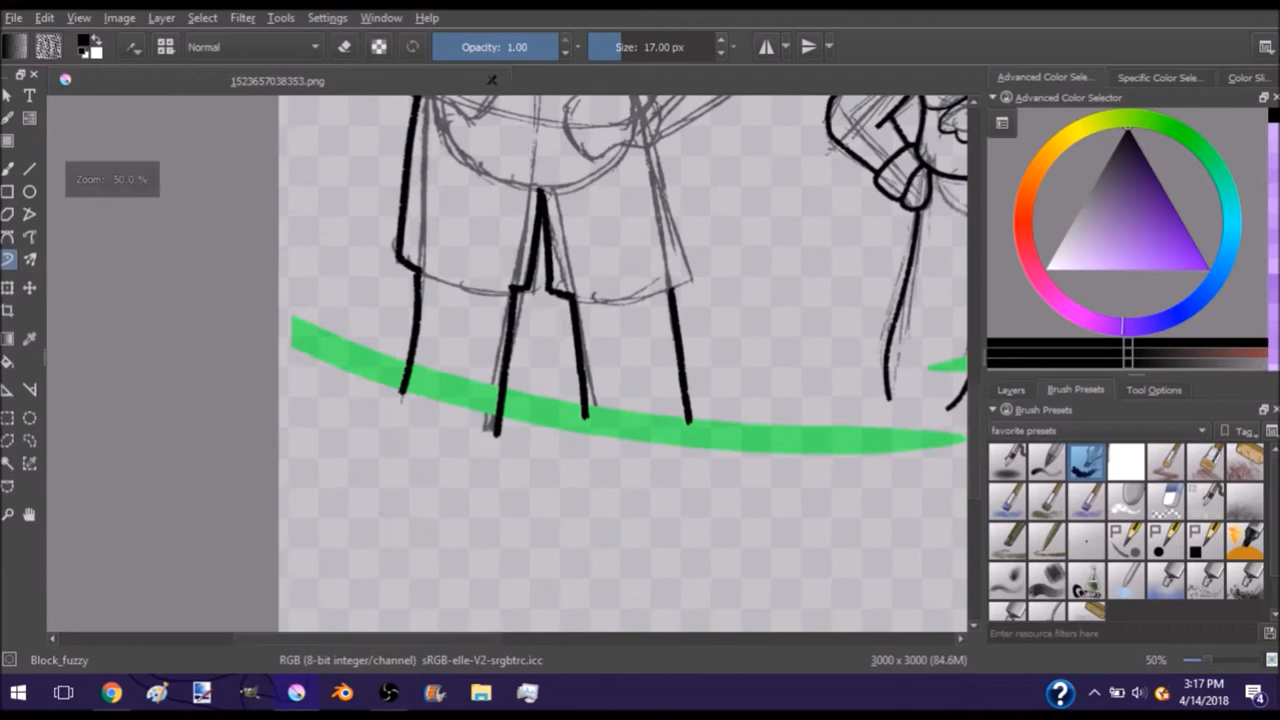 File Edit View Image Layer Filter Tools Settings Window Help
Normal Opacity: 1.00 Size: 17.00 px
1523657038353.png
Advanced Color Sele... Specific Color Sele... Color Sli...
Advanced Color Selector
Zoom: 50.0 %
Layers Brush Presets Tool Options
Brush Presets
favorite presets Tag
Enter resource filters here
Block_fuzzy RGB (8-bit integer/channel) sRGB-elle-V2-srgbtrc.icc 3000 x 3000 (84.6M) 50%
3:17 PM
4/14/2018
4